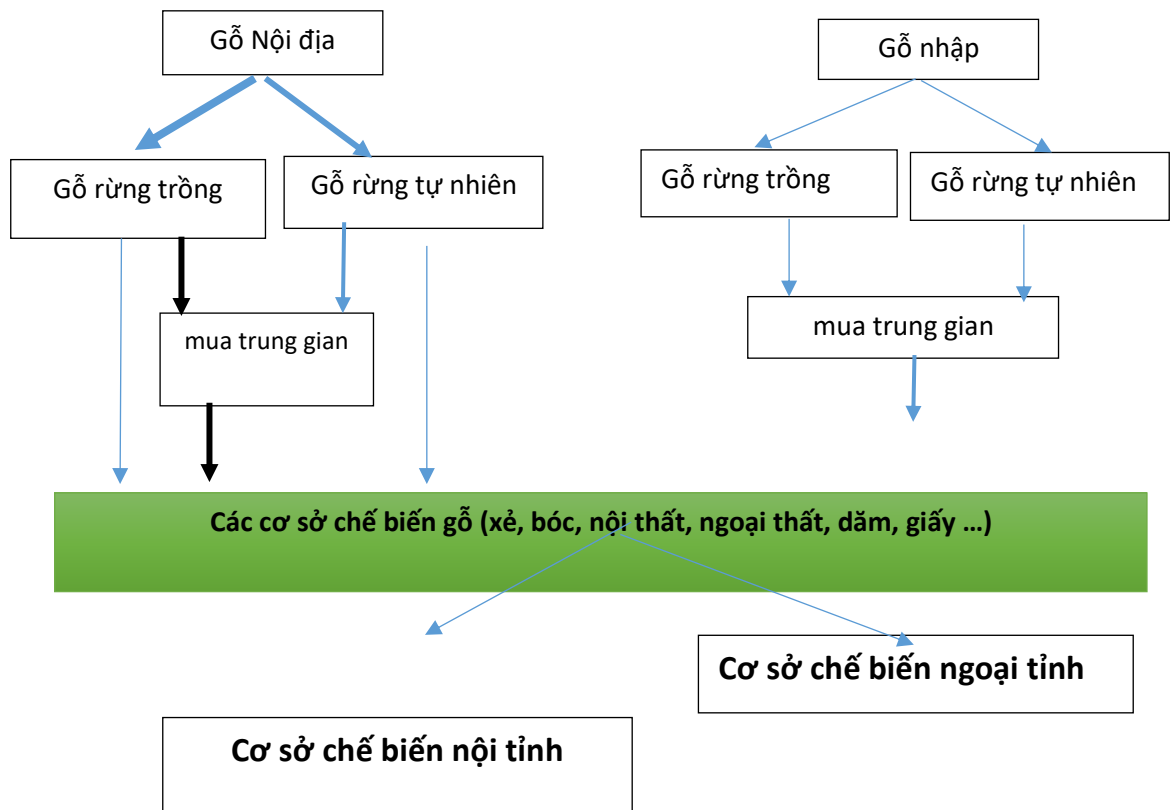 Gỗ Nội địa
Gỗ nhập
Gỗ rừng trồng
Gỗ rừng tự nhiên
Gỗ rừng trồng
Gỗ rừng tự nhiên
mua trung gian
mua trung gian
Các cơ sở chế biến gỗ (xẻ, bóc, nội thất, ngoại thất, dăm, giấy …)
Cơ sở chế biến ngoại tỉnh
Cơ sở chế biến nội tỉnh